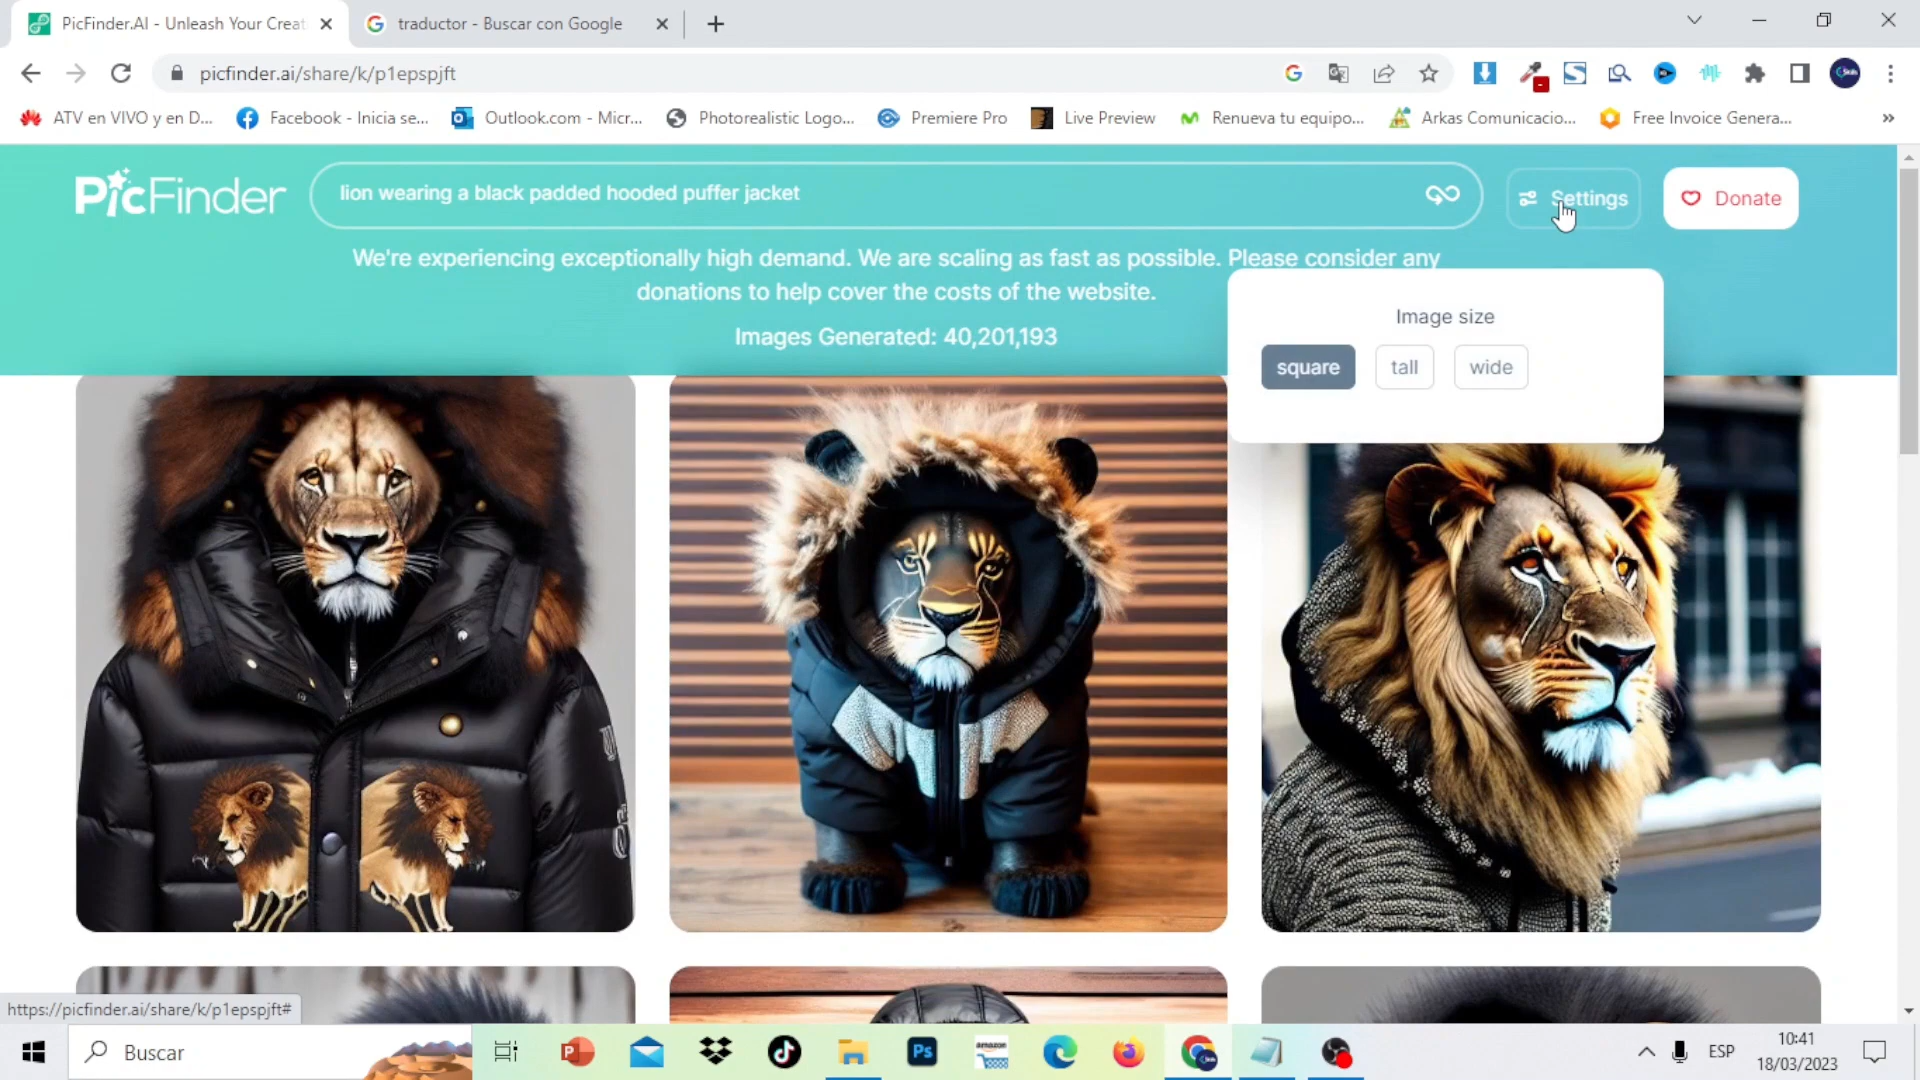 PicFinder.AI - Unleash Your Creat
traductor - Buscar con Google
picfinder.ai/share/k/p1epspjft
ATV en VIVO y en D...
Facebook - Inicia se...
Outlook.com - Micr...
Photorealistic Logo...
Premiere Pro
Live Preview
Renueva tu equipo...
Arkas Comunicacio...
Free Invoice Genera...
»
PicFinder
lion wearing a black padded hooded puffer jacket
Settings
Donate
We're experiencing exceptionally high demand. We are scaling as fast as possible. Please consider any
donations to help cover the costs of the website.
Images Generated: 40,201,193
Image size
square
tall
wide
https://picfinder.ai/share/k/p1epspjft#
Buscar
P
Ps
amazon
ESP
10:41
18/03/2023